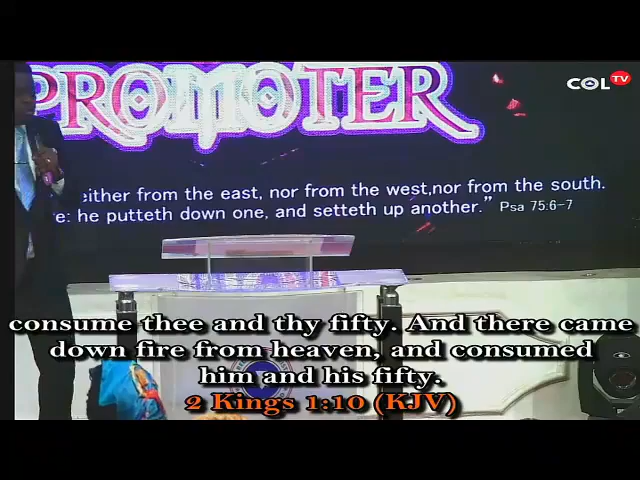 COL TV
PROMOTER
either from the east, nor from the west,nor from the south.
he putteth down one, and setteth up another.” Psa 75:6-7
consume thee and thy fifty. And there came
down fire from heaven, and consumed
him and his fifty.
2 Kings 1:10 (KJV)